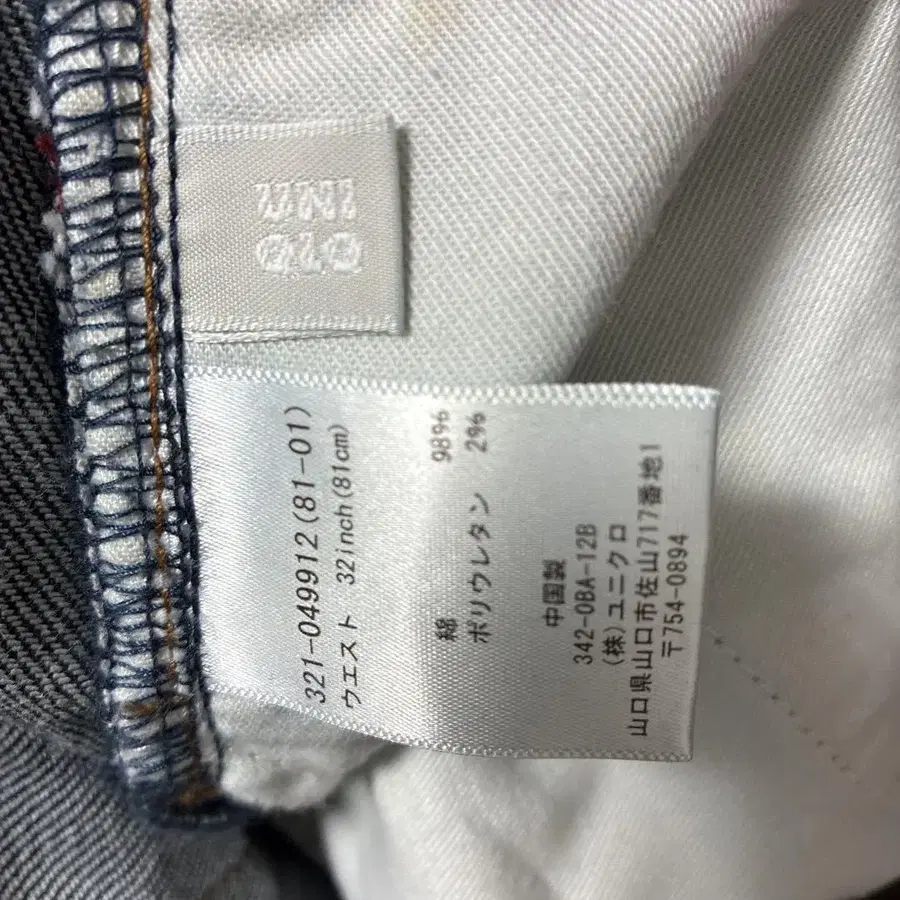 321-049912(81-01)
ウエスト 32inch(81cm)
綿 98%
ポリウレタン 2%
中国製
342-0BA-12B
(株)ユニクロ
山口県山口市佐山717番地1
〒754-0894